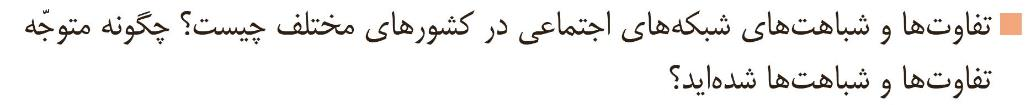 تفاوت‌ها و شباهت‌های شبکه‌های اجتماعی در کشورهای مختلف چیست؟ چگونه متوجّه
تفاوت‌ها و شباهت‌ها شده‌اید؟